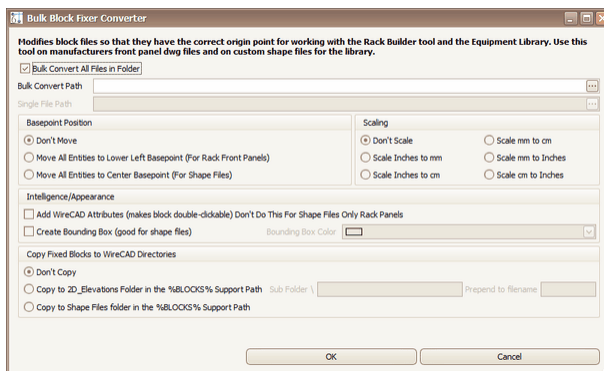 Bulk Block Fixer Converter
Modifies block files so that they have the correct origin point for working with the Rack Builder tool and the Equipment Library. Use this
tool on manufacturers front panel dwg files and on custom shape files for the library.
Bulk Convert All Files in Folder
Bulk Convert Path
Single File Path
Basepoint Position
Don't Move
Move All Entities to Lower Left Basepoint (For Rack Front Panels)
Move All Entities to Center Basepoint (For Shape Files)
Scaling
Don't Scale
Scale mm to cm
Scale Inches to mm
Scale mm to Inches
Scale Inches to cm
Scale cm to Inches
Intelligence/Appearance
Add WireCAD Attributes (makes block double-clickable) Don't Do This For Shape Files Only Rack Panels
Create Bounding Box (good for shape files)
Bounding Box Color
Copy Fixed Blocks to WireCAD Directories
Don't Copy
Copy to 2D_Elevations Folder in the %BLOCKS% Support Path
Sub Folder \
Prepend to filename
Copy to Shape Files folder in the %BLOCKS% Support Path
OK
Cancel